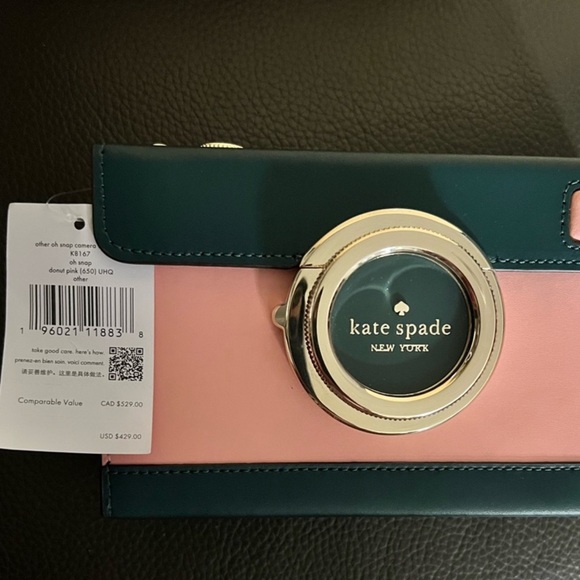 other oh snap camera
K8167
oh snap
donut pink (650) UHQ
other
1 96021 11883 8
take good care. here's how.
prenez-en bien soin. voici comment.
请妥善维护。这里是具体做法。
Comparable Value CAD $529.00
USD $429.00
kate spade
NEW YORK